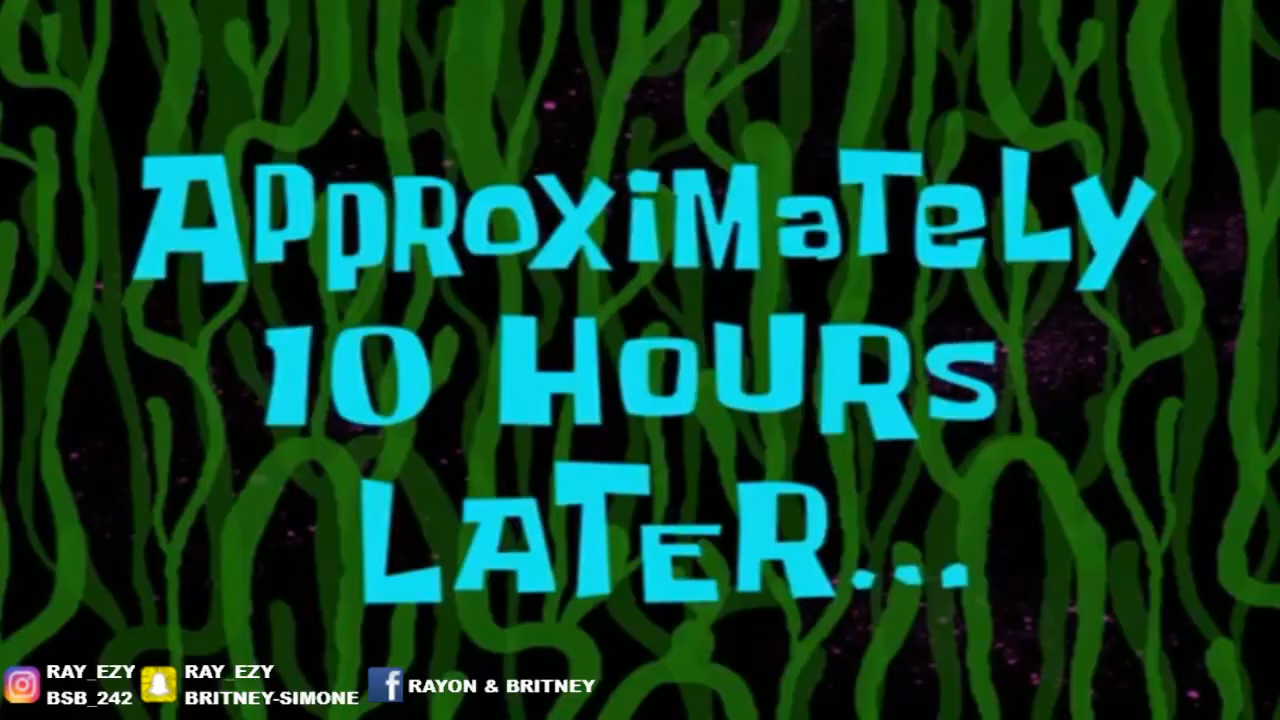 Approximately
10 Hours
Later...
RAY_EZY RAY_EZY
BSB_242 BRITNEY-SIMONE
RAYON & BRITNEY